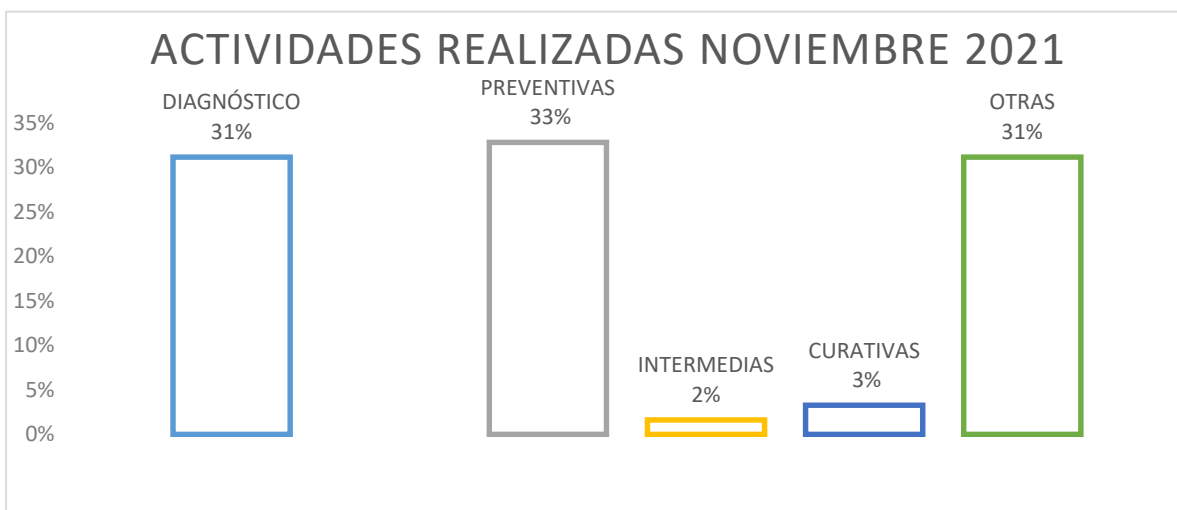 ACTIVIDADES REALIZADAS NOVIEMBRE 2021
DIAGNÓSTICO
31%
PREVENTIVAS
33%
INTERMEDIAS
2%
CURATIVAS
3%
OTRAS
31%
35%
30%
25%
20%
15%
10%
5%
0%